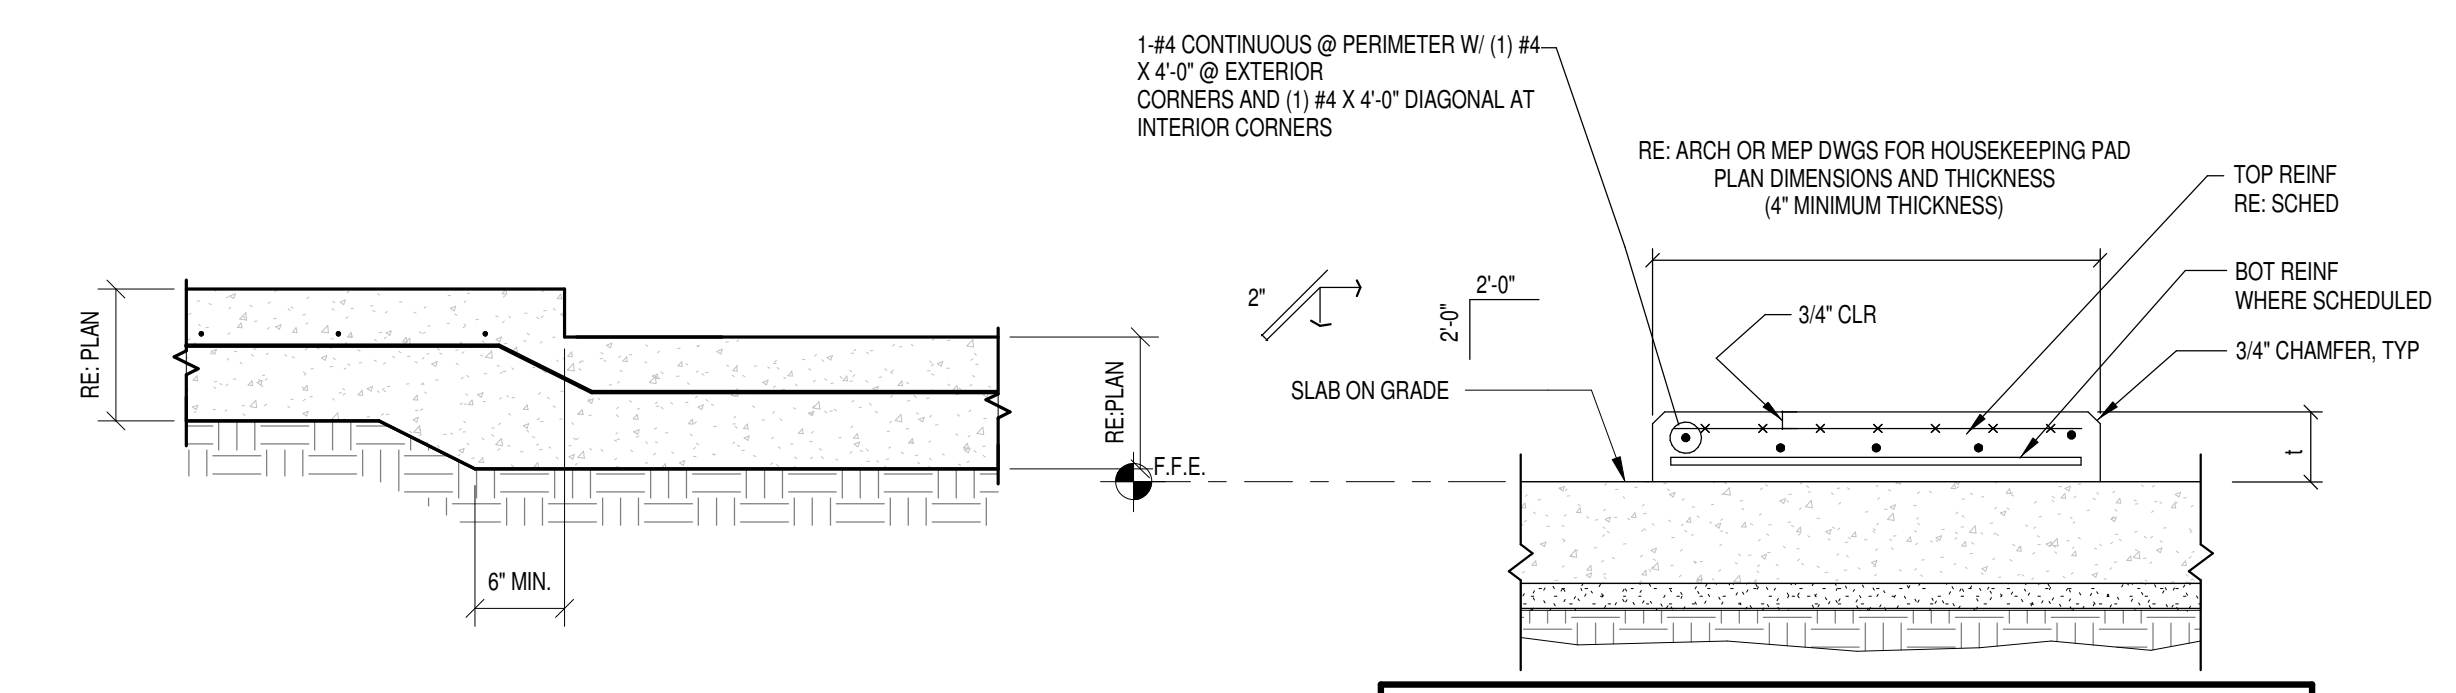 1-#4 CONTINUOUS @ PERIMETER W/ (1) #4
X 4'-0" @ EXTERIOR
CORNERS AND (1) #4 X 4'-0" DIAGONAL AT
INTERIOR CORNERS
RE: ARCH OR MEP DWGS FOR HOUSEKEEPING PAD
PLAN DIMENSIONS AND THICKNESS
(4" MINIMUM THICKNESS)
TOP REINF
RE: SCHED
BOT REINF
WHERE SCHEDULED
3/4" CHAMFER, TYP
3/4" CLR
2"
2'-0"
2'-0"
SLAB ON GRADE
RE: PLAN
RE:PLAN
F.F.E.
t
6" MIN.